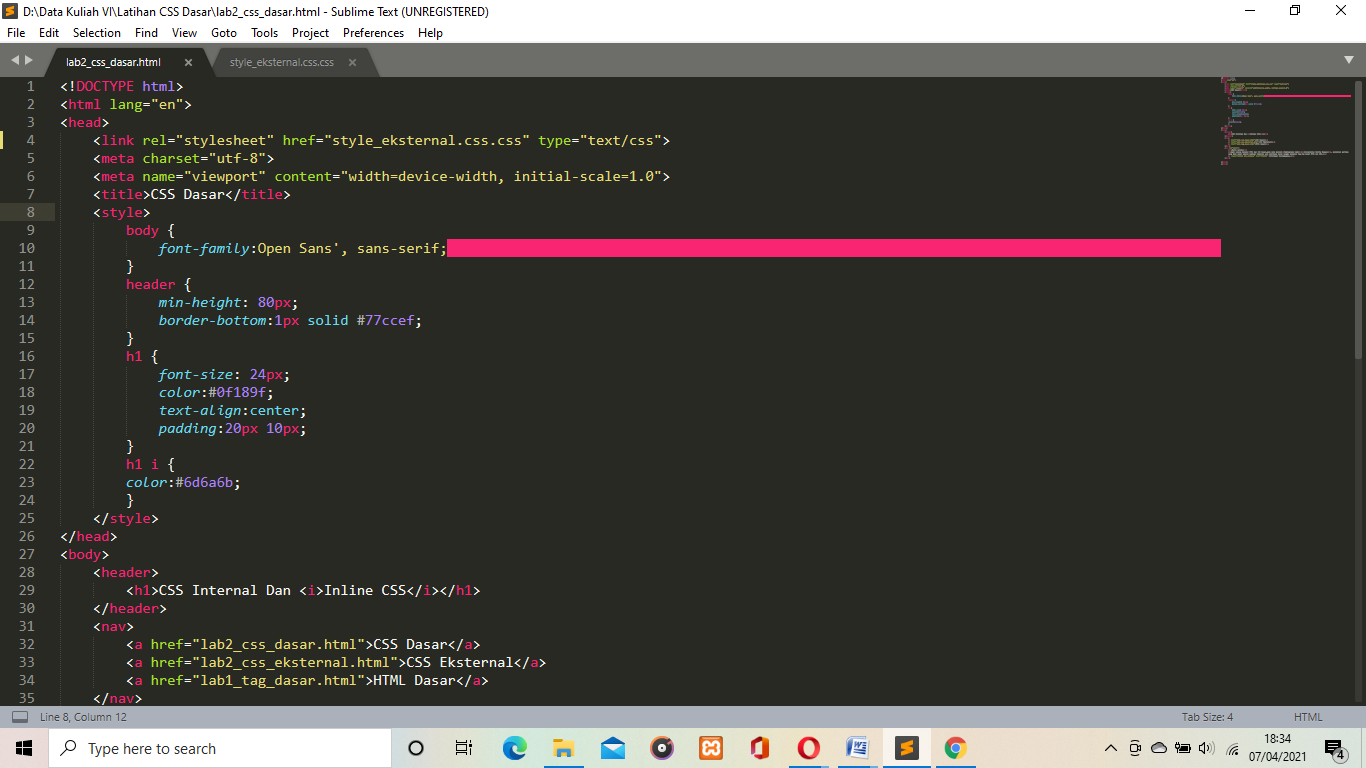 D:\Data Kuliah VI\Latihan CSS Dasar\lab2_css_dasar.html - Sublime Text (UNREGISTERED)
File Edit Selection Find View Goto Tools Project Preferences Help
lab2_css_dasar.html style_eksternal.css.css
1 <!DOCTYPE html>
2 <html lang="en">
3 <head>
4 <link rel="stylesheet" href="style_eksternal.css.css" type="text/css">
5 <meta charset="utf-8">
6 <meta name="viewport" content="width=device-width, initial-scale=1.0">
7 <title>CSS Dasar</title>
8 <style>
9 body {
10 font-family:Open Sans', sans-serif;
11 }
12 header {
13 min-height: 80px;
14 border-bottom:1px solid #77ccef;
15 }
16 h1 {
17 font-size: 24px;
18 color:#0f189f;
19 text-align:center;
20 padding:20px 10px;
21 }
22 h1 i {
23 color:#6d6a6b;
24 }
25 </style>
26 </head>
27 <body>
28 <header>
29 <h1>CSS Internal Dan <i>Inline CSS</i></h1>
30 </header>
31 <nav>
32 <a href="lab2_css_dasar.html">CSS Dasar</a>
33 <a href="lab2_css_eksternal.html">CSS Eksternal</a>
34 <a href="lab1_tag_dasar.html">HTML Dasar</a>
35 </nav>
Line 8, Column 12 Tab Size: 4 HTML
Type here to search
18:34
07/04/2021
4